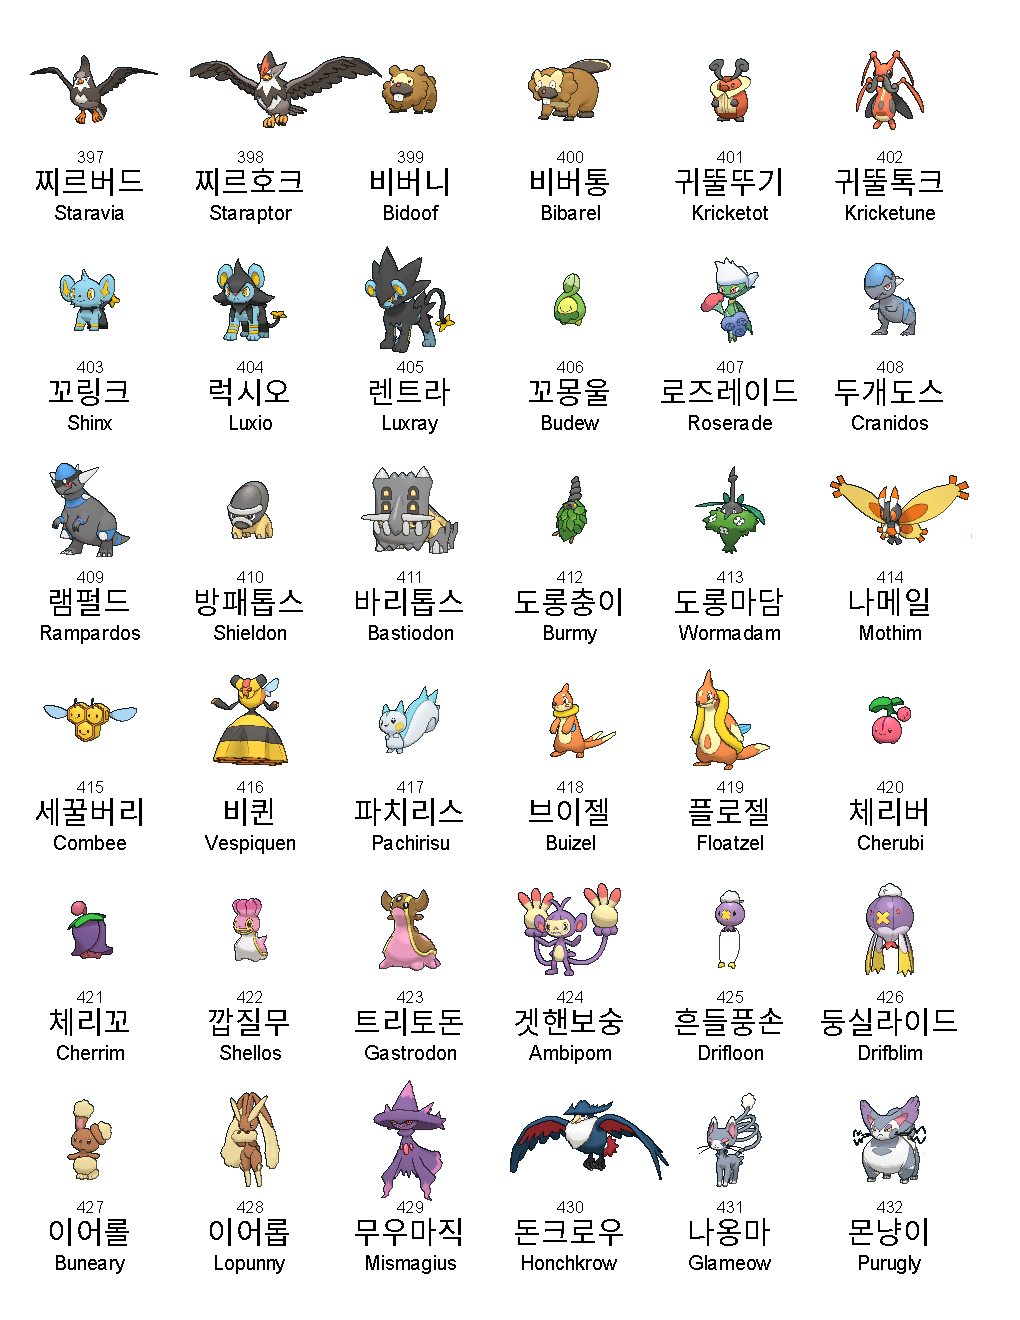 397 398 399 400 401 402
찌르버드 찌르호크 비버니 비버통 귀뚤뚜기 귀뚤톡크
Staravia Staraptor Bidoof Bibarel Kricketot Kricketune
403 404 405 406 407 408
꼬링크 럭시오 렌트라 꼬몽울 로즈레이드 두개도스
Shinx Luxio Luxray Budew Roserade Cranidos
409 410 411 412 413 414
램펄드 방패톱스 바리톱스 도롱충이 도롱마담 나메일
Rampardos Shieldon Bastiodon Burmy Wormadam Mothim
415 416 417 418 419 420
세꿀버리 비퀸 파치리스 브이젤 플로젤 체리버
Combee Vespiquen Pachirisu Buizel Floatzel Cherubi
421 422 423 424 425 426
체리꼬 깝질무 트리토돈 겟핸보숭 흔들풍손 둥실라이드
Cherrim Shellos Gastrodon Ambipom Drifloon Drifblim
427 428 429 430 431 432
이어롤 이어롭 무우마직 돈크로우 나옹마 몬냥이
Buneary Lopunny Mismagius Honchkrow Glameow Purugly